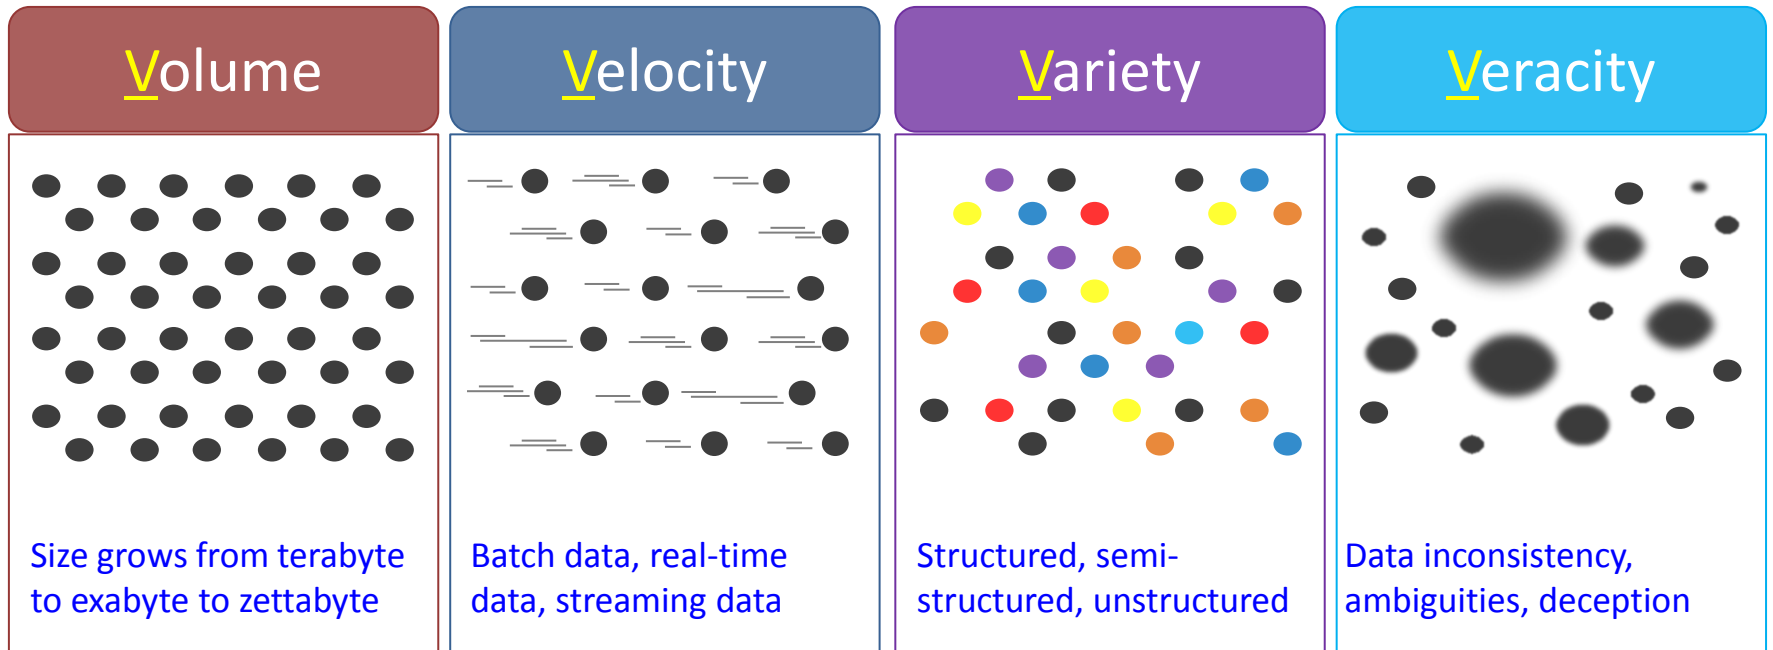 Volume
Velocity
Variety
Veracity
Size grows from terabyte
to exabyte to zettabyte
Batch data, real-time
data, streaming data
Structured, semi-
structured, unstructured
Data inconsistency,
ambiguities, deception